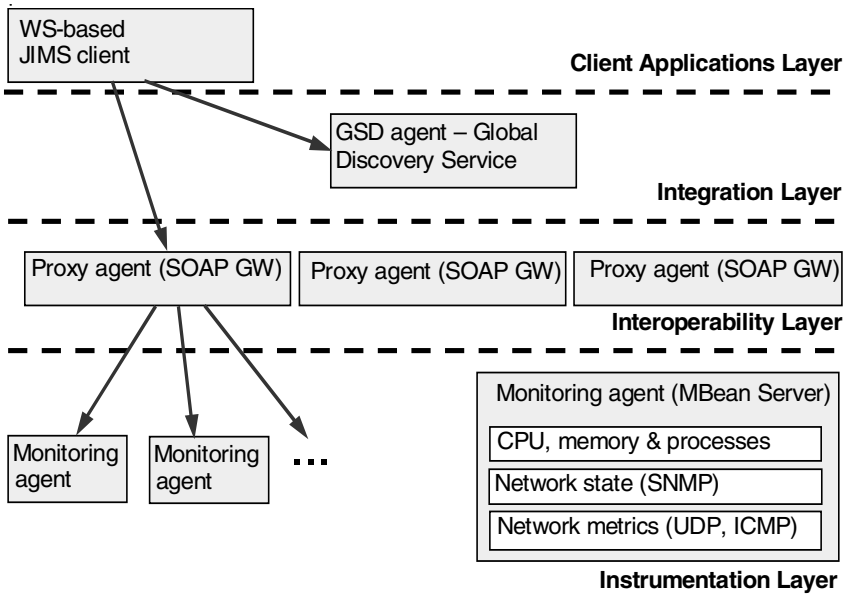 WS-based
JIMS client
Client Applications Layer
GSD agent – Global
Discovery Service
Integration Layer
Proxy agent (SOAP GW)
Proxy agent (SOAP GW)
Proxy agent (SOAP GW)
Interoperability Layer
Monitoring
agent
Monitoring
agent
...
Monitoring agent (MBean Server)
CPU, memory & processes
Network state (SNMP)
Network metrics (UDP, ICMP)
Instrumentation Layer